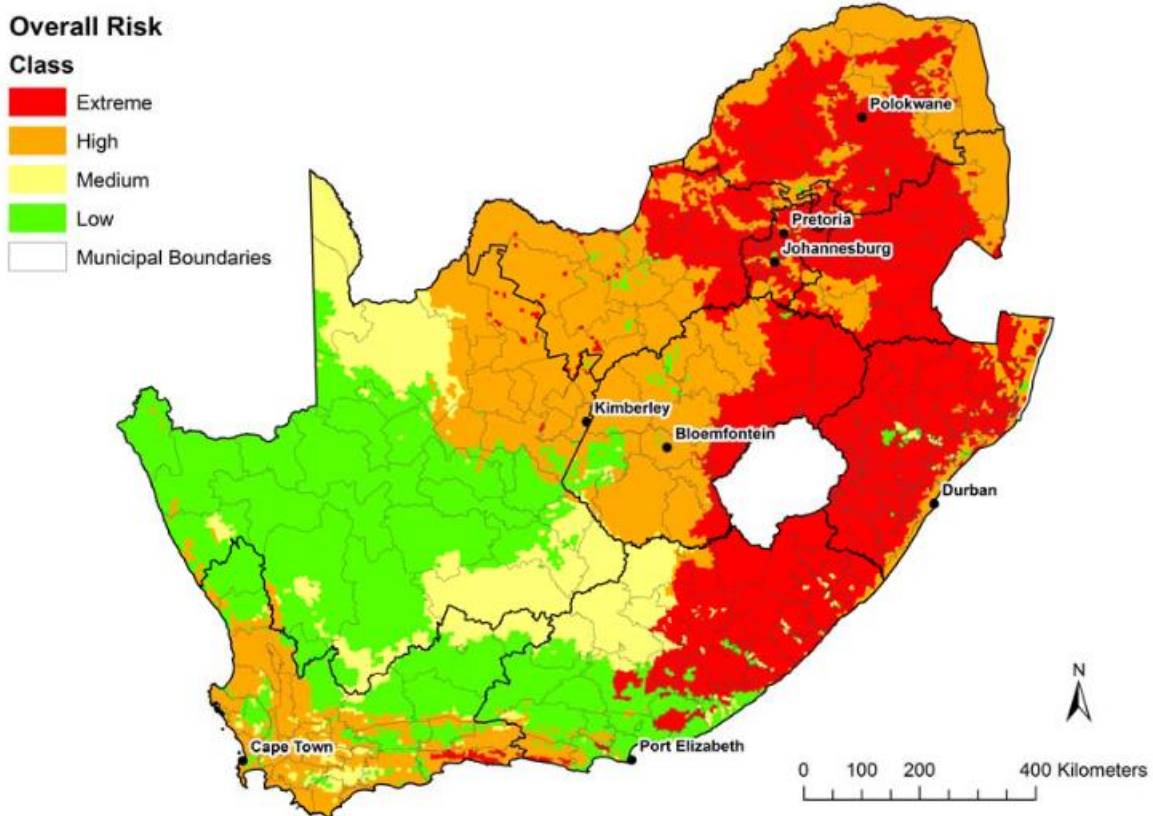 Overall Risk
Class
Extreme
High
Medium
Low
Municipal Boundaries
Polokwane
Pretoria
Johannesburg
Kimberley
Bloemfontein
Durban
Cape Town
Port Elizabeth
N
0 100 200 400 Kilometers